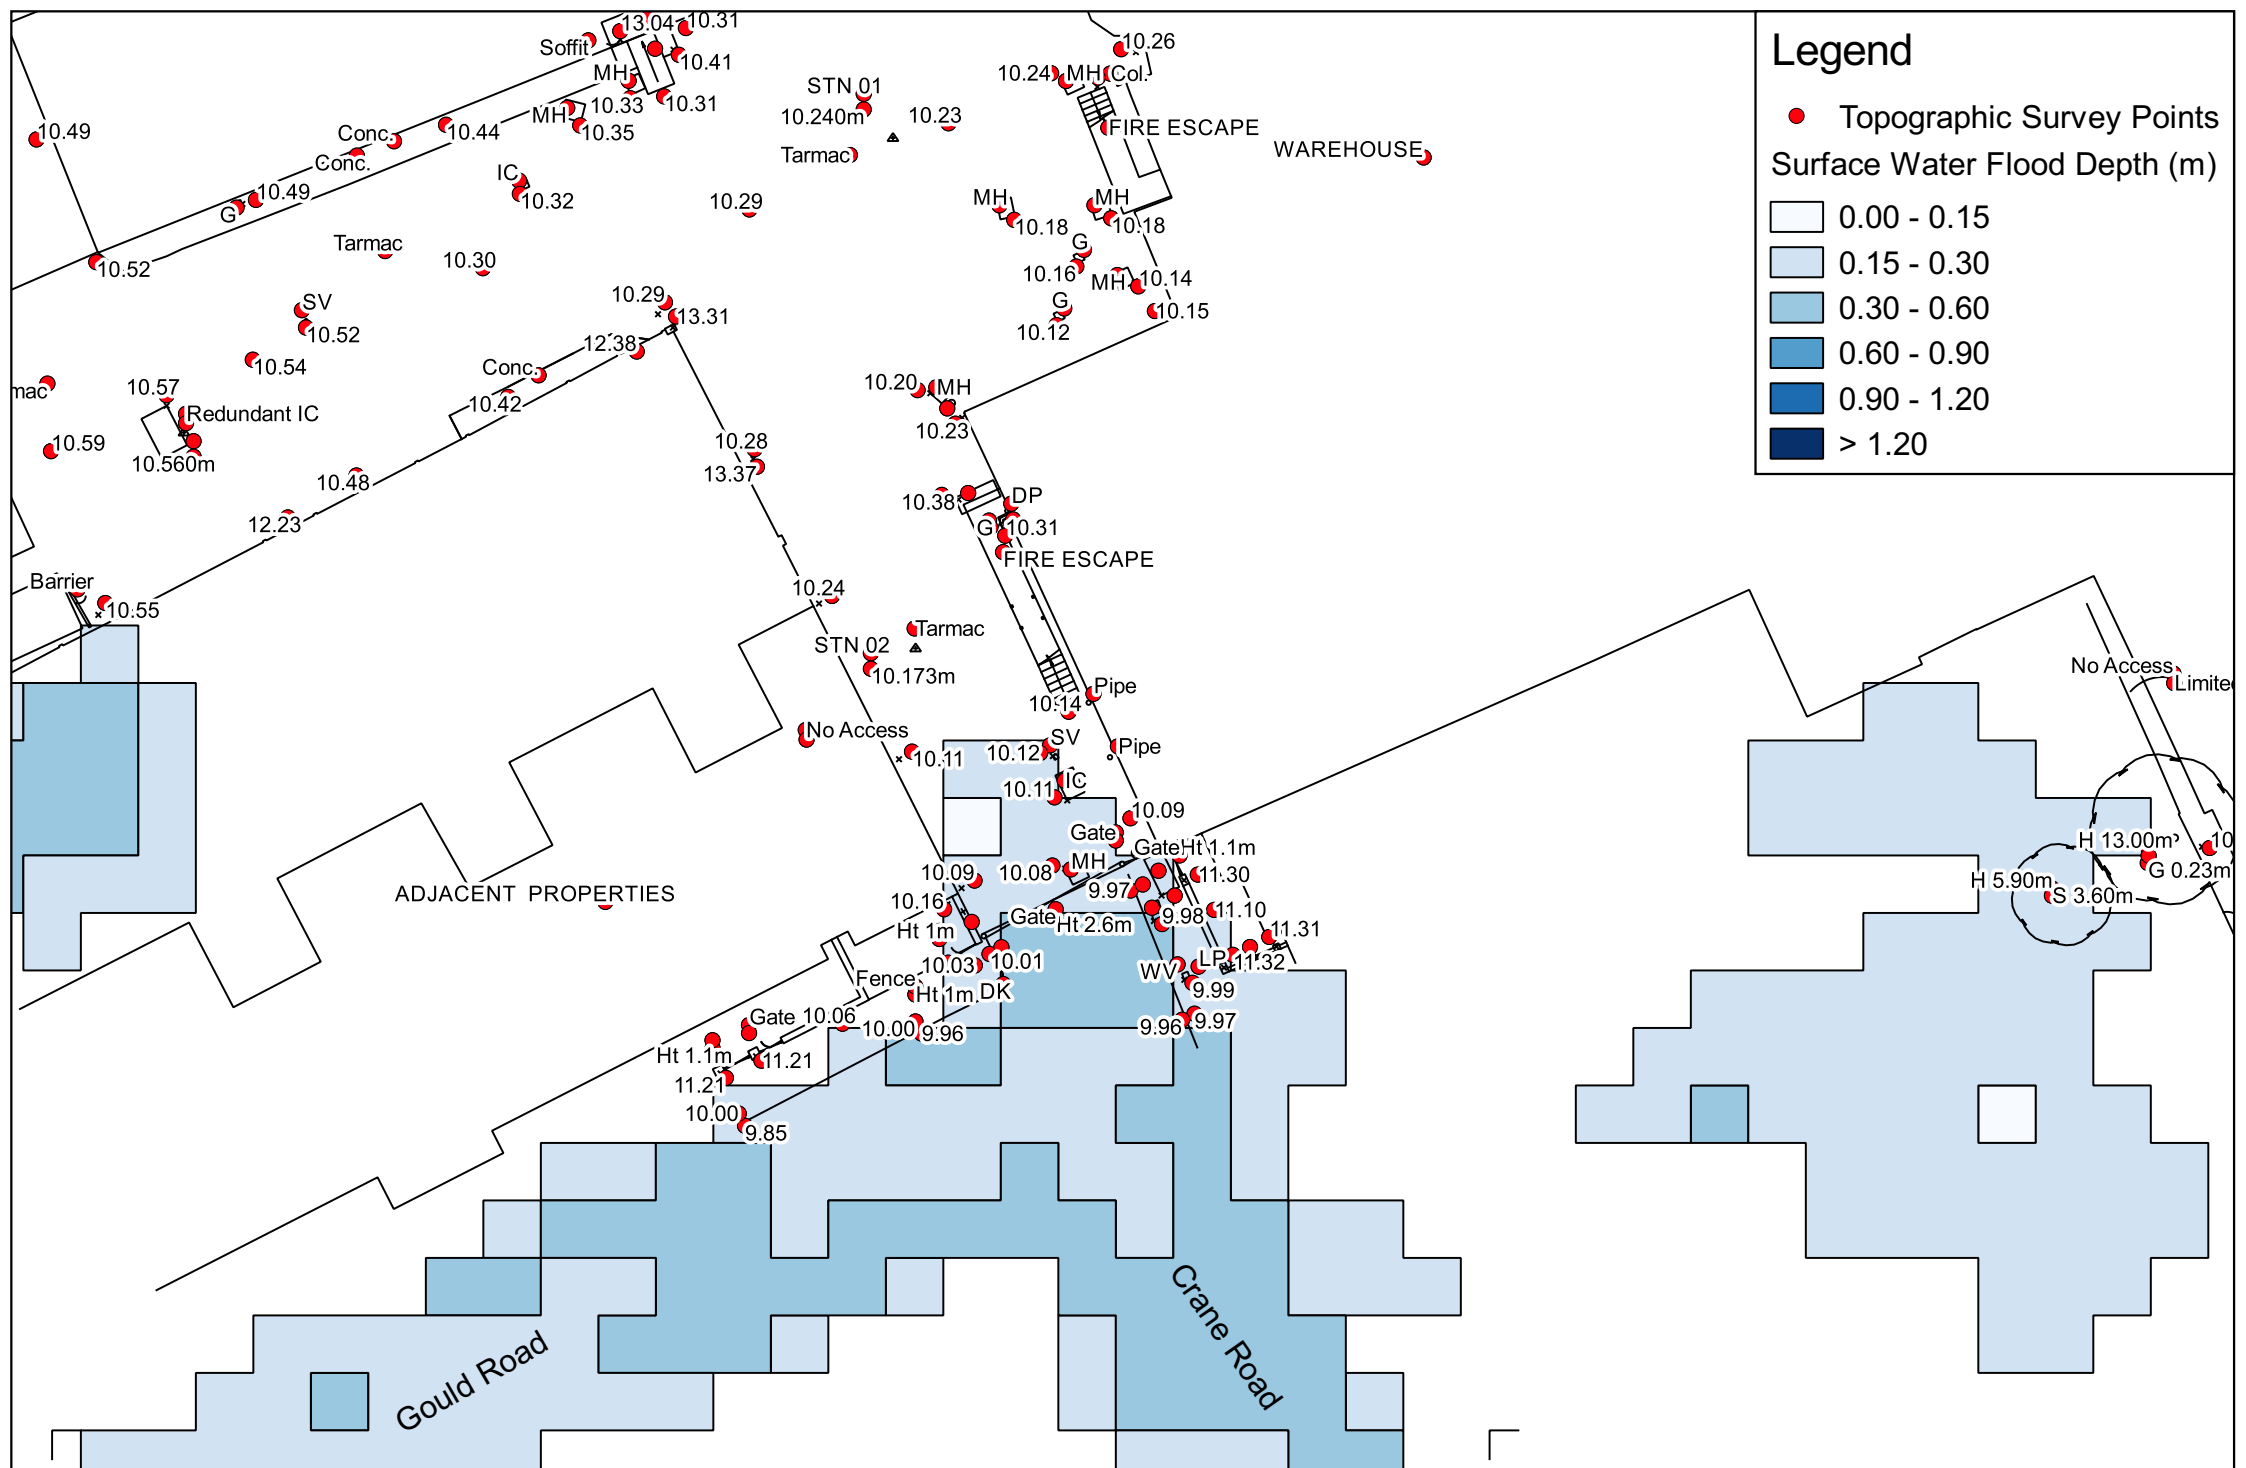 Legend
Topographic Survey Points
Surface Water Flood Depth (m)
0.00 - 0.15
0.15 - 0.30
0.30 - 0.60
0.60 - 0.90
0.90 - 1.20
> 1.20
13.04
10.31
Soffit
10.41
MH
10.33
10.31
MH
10.35
10.49
Conc.
10.44
Conc.
10.49
G
10.52
IC
10.32
STN 01
10.240m
10.23
Tarmac
10.29
10.26
10.24
MH
Col.
FIRE ESCAPE
WAREHOUSE
MH
10.18
MH
10.18
G
10.16
MH
10.14
G
10.12
10.15
Tarmac
10.30
SV
10.52
10.54
10.29
13.31
12.38
Conc.
10.42
mac
10.57
Redundant IC
10.59
10.560m
10.48
12.23
10.28
13.37
10.20
MH
10.23
10.38
DP
G
10.31
FIRE ESCAPE
Barrier
10.55
10.24
Tarmac
STN 02
10.173m
Pipe
10.14
No Access
10.11
SV
10.12
Pipe
IC
10.11
10.09
Gate
Gate
Ht 1.1m
MH
10.08
10.09
9.97
11.30
ADJACENT PROPERTIES
10.16
Gate
Ht 2.6m
9.98
11.10
Ht 1m
11.31
10.03
10.01
LP
11.32
WV
Fence
Ht 1m
DK
9.99
Gate
10.06
10.00
9.96
9.96
9.97
Ht 1.1m
11.21
11.21
10.00
9.85
No Access
Limite
H 13.00m
10
G 0.23m
H 5.90m
S 3.60m
Gould Road
Crane Road